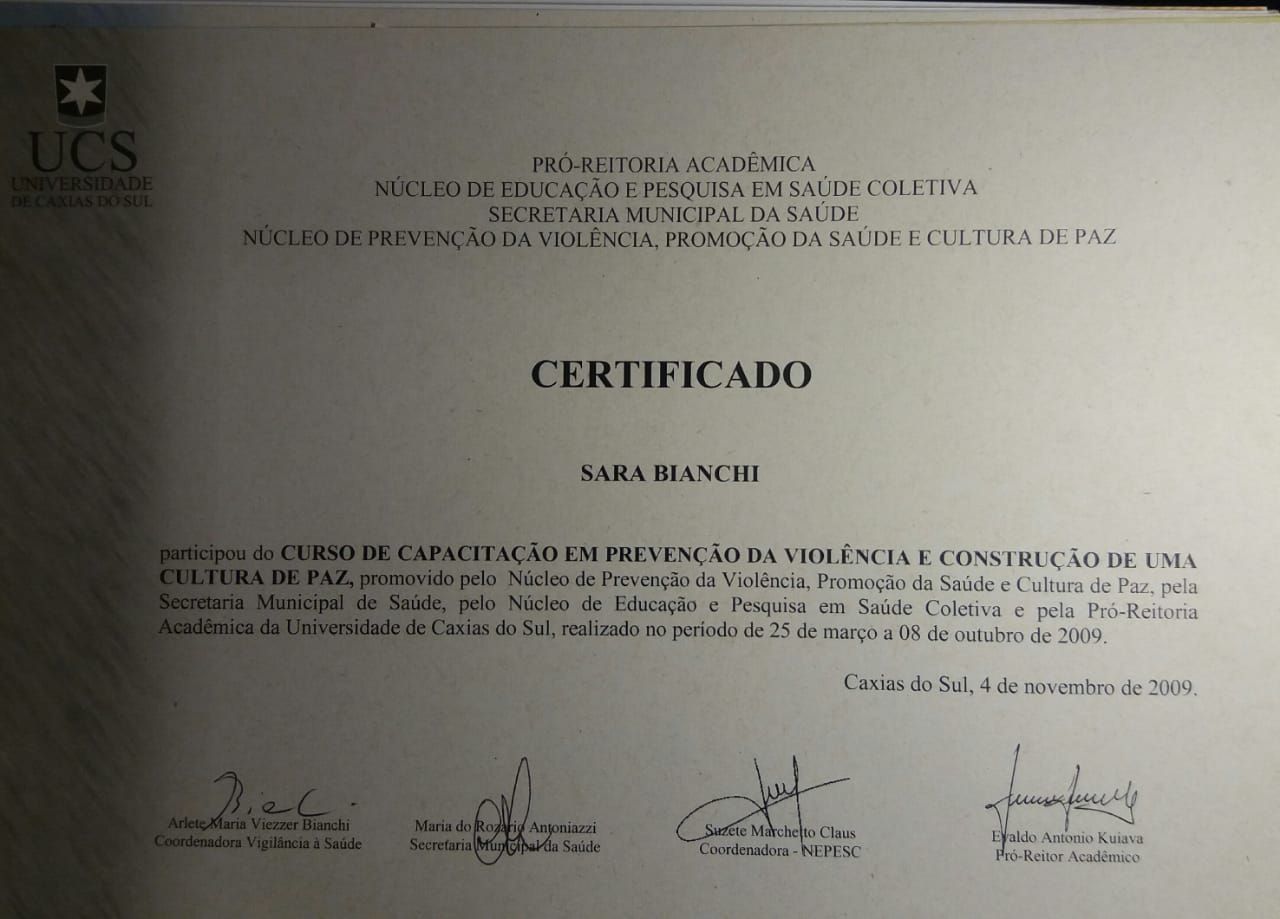 UCS
UNIVERSIDADE
DE CAXIAS DO SUL
PRÓ-REITORIA ACADÊMICA
NÚCLEO DE EDUCAÇÃO E PESQUISA EM SAÚDE COLETIVA
SECRETARIA MUNICIPAL DA SAÚDE
NÚCLEO DE PREVENÇÃO DA VIOLÊNCIA, PROMOÇÃO DA SAÚDE E CULTURA DE PAZ
CERTIFICADO
SARA BIANCHI
participou do CURSO DE CAPACITAÇÃO EM PREVENÇÃO DA VIOLÊNCIA E CONSTRUÇÃO DE UMA
CULTURA DE PAZ, promovido pelo Núcleo de Prevenção da Violência, Promoção da Saúde e Cultura de Paz, pela
Secretaria Municipal de Saúde, pelo Núcleo de Educação e Pesquisa em Saúde Coletiva e pela Pró-Reitoria
Acadêmica da Universidade de Caxias do Sul, realizado no período de 25 de março a 08 de outubro de 2009.
Caxias do Sul, 4 de novembro de 2009.
Arlete Maria Viezzer Bianchi
Coordenadora Vigilância à Saúde
Maria do Rozário Antoniazzi
Secretaria Municipal da Saúde
Suzete Marchetto Claus
Coordenadora - NEPESC
Evaldo Antonio Kuiava
Pró-Reitor Acadêmico